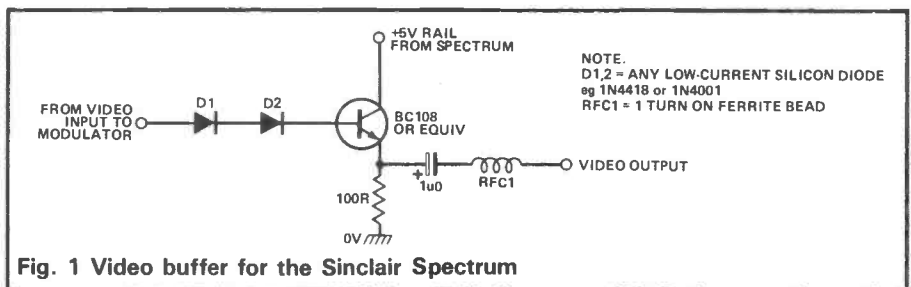 +5V RAIL
FROM SPECTRUM
NOTE.
D1,2 = ANY LOW-CURRENT SILICON DIODE
eg 1N4418 or 1N4001
RFC1 = 1 TURN ON FERRITE BEAD
FROM VIDEO
INPUT TO
MODULATOR
D1
D2
BC108
OR EQUIV
+
1u0
RFC1
VIDEO OUTPUT
100R
0V
Fig. 1 Video buffer for the Sinclair Spectrum